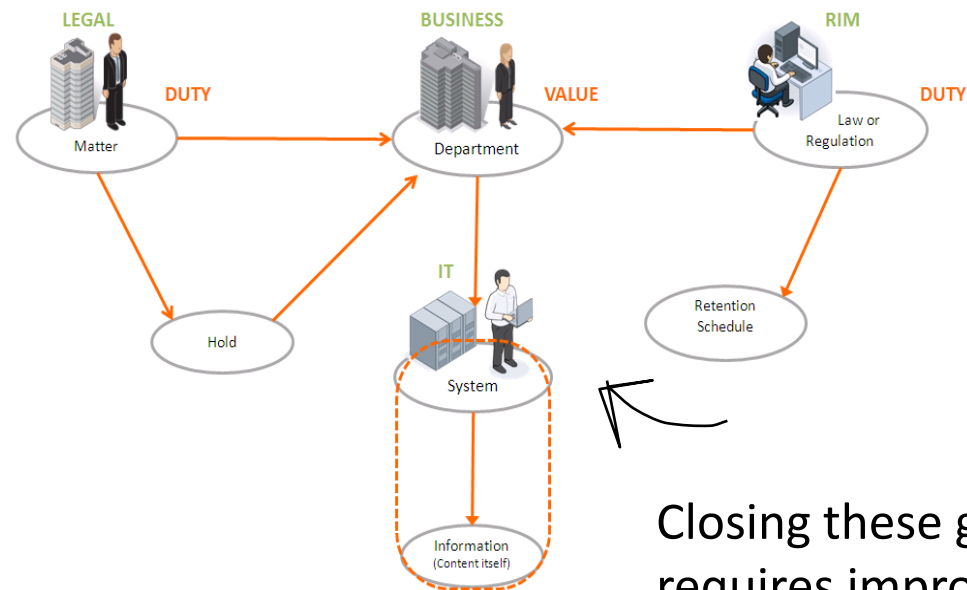 LEGAL
BUSINESS
RIM
DUTY
VALUE
DUTY
Matter
Department
Law or
Regulation
IT
Hold
Retention
Schedule
System
Closing these
Information
(Content itself)
requires